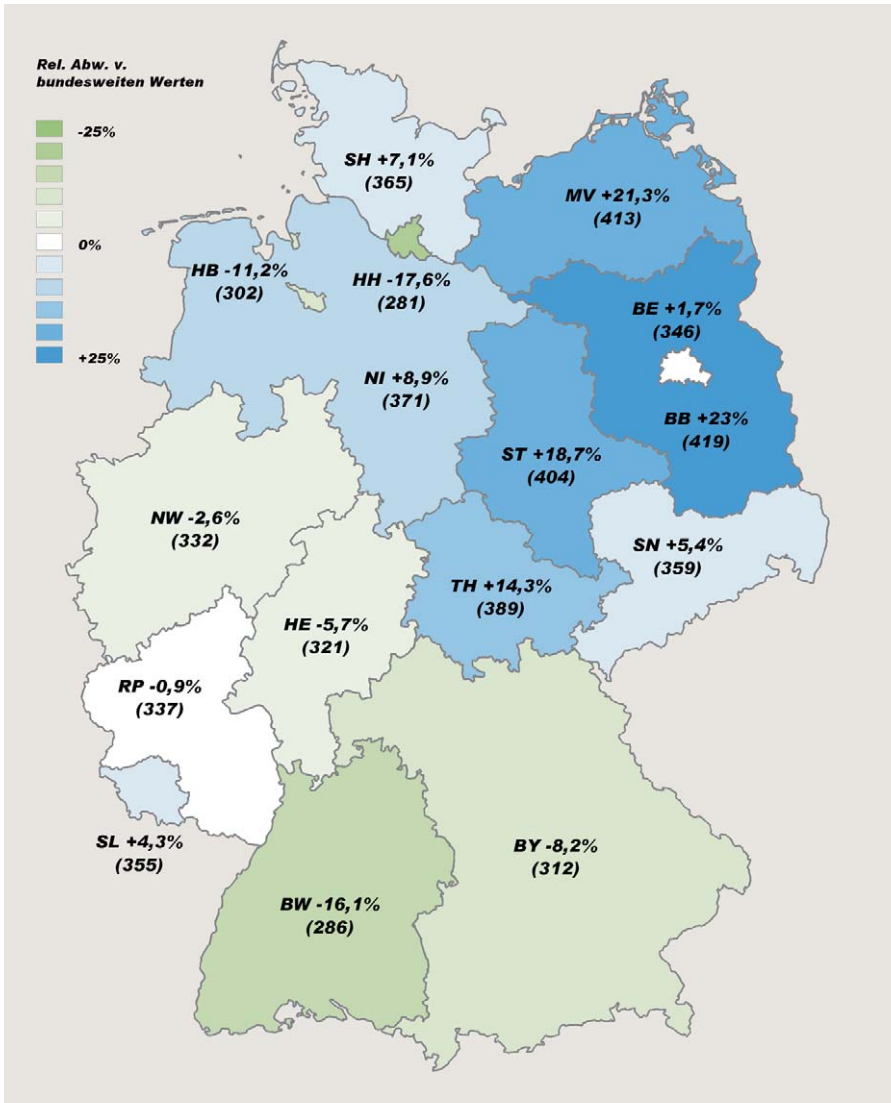 Rel. Abw. v.
bundesweiten Werten
-25%
0%
+25%
SH +7,1%
(365)
MV +21,3%
(413)
HB -11,2%
(302)
HH -17,6%
(281)
BE +1,7%
(346)
NI +8,9%
(371)
BB +23%
(419)
ST +18,7%
(404)
NW -2,6%
(332)
SN +5,4%
(359)
TH +14,3%
(389)
HE -5,7%
(321)
RP -0,9%
(337)
SL +4,3%
(355)
BY -8,2%
(312)
BW -16,1%
(286)